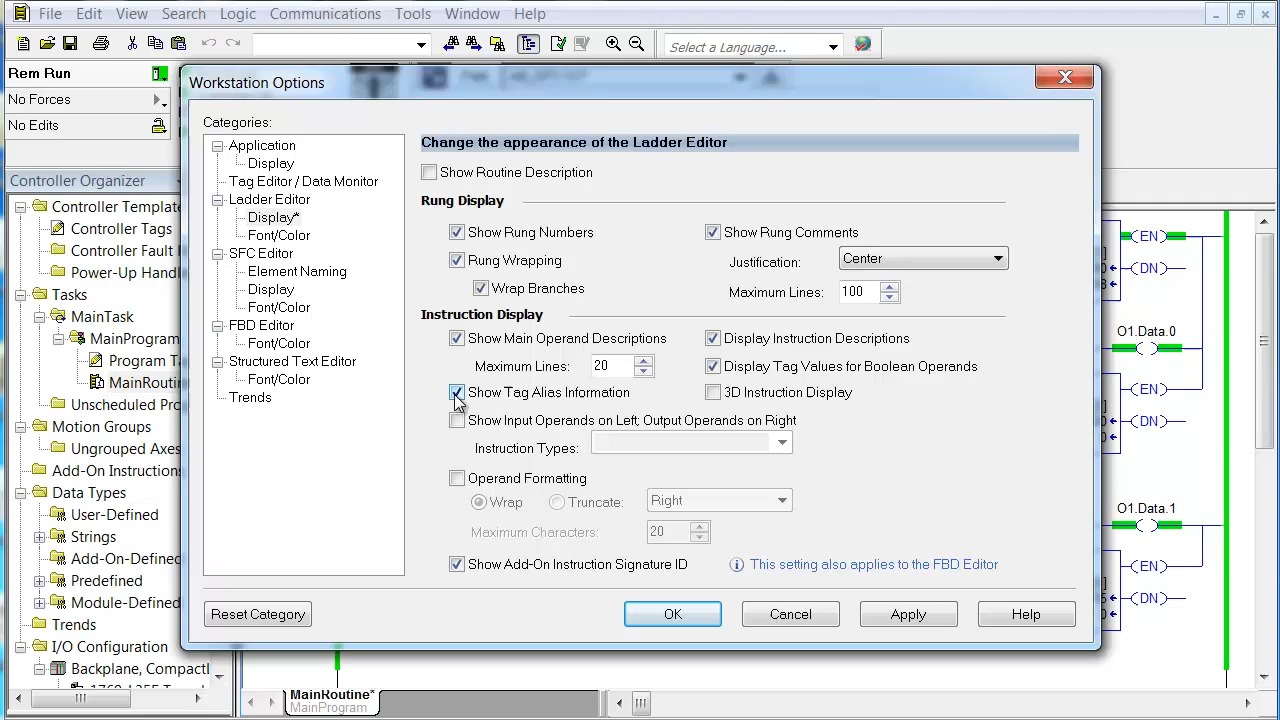 File Edit View Search Logic Communications Tools Window Help
Select a Language...
Rem Run
No Forces
No Edits
Controller Organizer
Controller Templat
Controller Tags
Controller Fault
Power-Up Handl
Tasks
MainTask
MainProgram
Program Ta
MainRoutin
Unscheduled Pro
Motion Groups
Ungrouped Axes
Add-On Instructions
Data Types
User-Defined
Strings
Add-On-Defined
Predefined
Module-Defined
Trends
I/O Configuration
Backplane, CompactL
Workstation Options
Categories:
Application
Display
Tag Editor / Data Monitor
Ladder Editor
Display*
Font/Color
SFC Editor
Element Naming
Display
Font/Color
FBD Editor
Font/Color
Structured Text Editor
Font/Color
Trends
Change the appearance of the Ladder Editor
Show Routine Description
Rung Display
Show Rung Numbers Show Rung Comments
Rung Wrapping Justification: Center
Wrap Branches Maximum Lines: 100
Instruction Display
Show Main Operand Descriptions Display Instruction Descriptions
Maximum Lines: 20 Display Tag Values for Boolean Operands
Show Tag Alias Information 3D Instruction Display
Show Input Operands on Left; Output Operands on Right
Instruction Types:
Operand Formatting
Wrap Truncate: Right
Maximum Characters: 20
Show Add-On Instruction Signature ID This setting also applies to the FBD Editor
Reset Category OK Cancel Apply Help
EN
DN
O1.Data.0
EN
DN
O1.Data.1
EN
DN
MainRoutine*
MainProgram